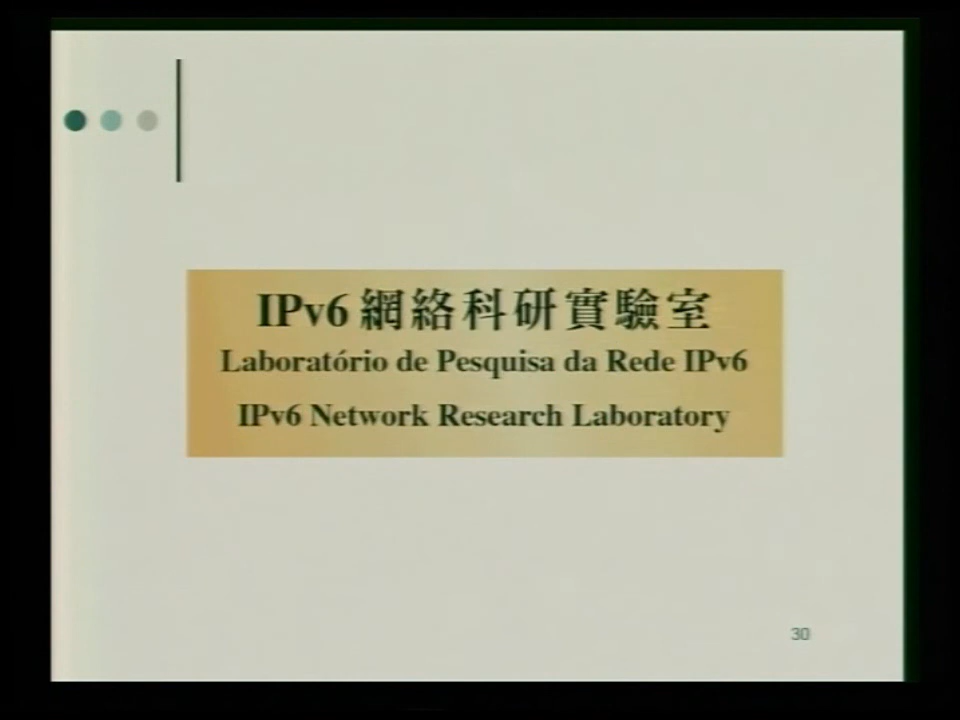 IPv6 網絡科研實驗室
Laboratório de Pesquisa da Rede IPv6
IPv6 Network Research Laboratory
30